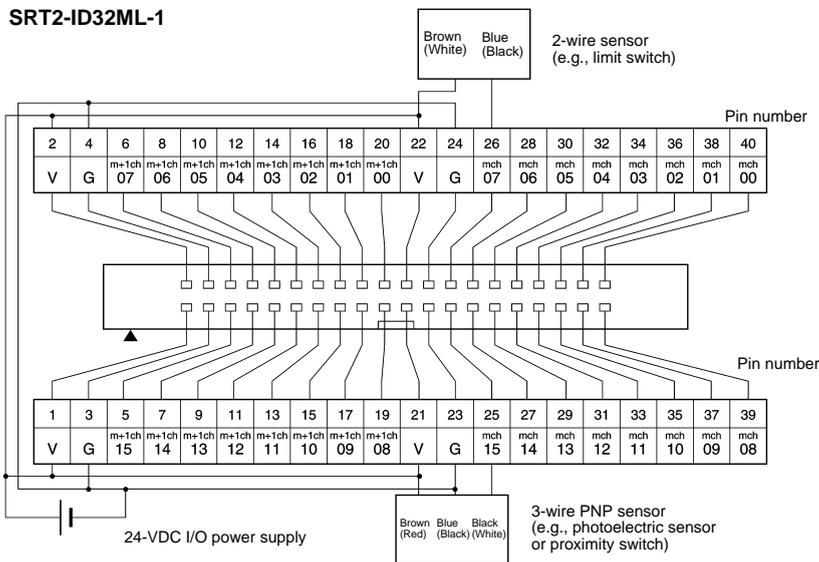 SRT2-ID32ML-1
Brown Blue
(White) (Black)
2-wire sensor
(e.g., limit switch)
Pin number
2 4 6 8 10 12 14 16 18 20 22 24 26 28 30 32 34 36 38 40
m+1ch m+1ch m+1ch m+1ch m+1ch m+1ch m+1ch m+1ch mch mch mch mch mch mch mch mch
V G 07 06 05 04 03 02 01 00 V G 07 06 05 04 03 02 01 00
Pin number
1 3 5 7 9 11 13 15 17 19 21 23 25 27 29 31 33 35 37 39
m+1ch m+1ch m+1ch m+1ch m+1ch m+1ch m+1ch m+1ch mch mch mch mch mch mch mch mch
V G 15 14 13 12 11 10 09 08 V G 15 14 13 12 11 10 09 08
24-VDC I/O power supply
Brown Blue Black
(Red) (Black) (White)
3-wire PNP sensor
(e.g., photoelectric sensor
or proximity switch)